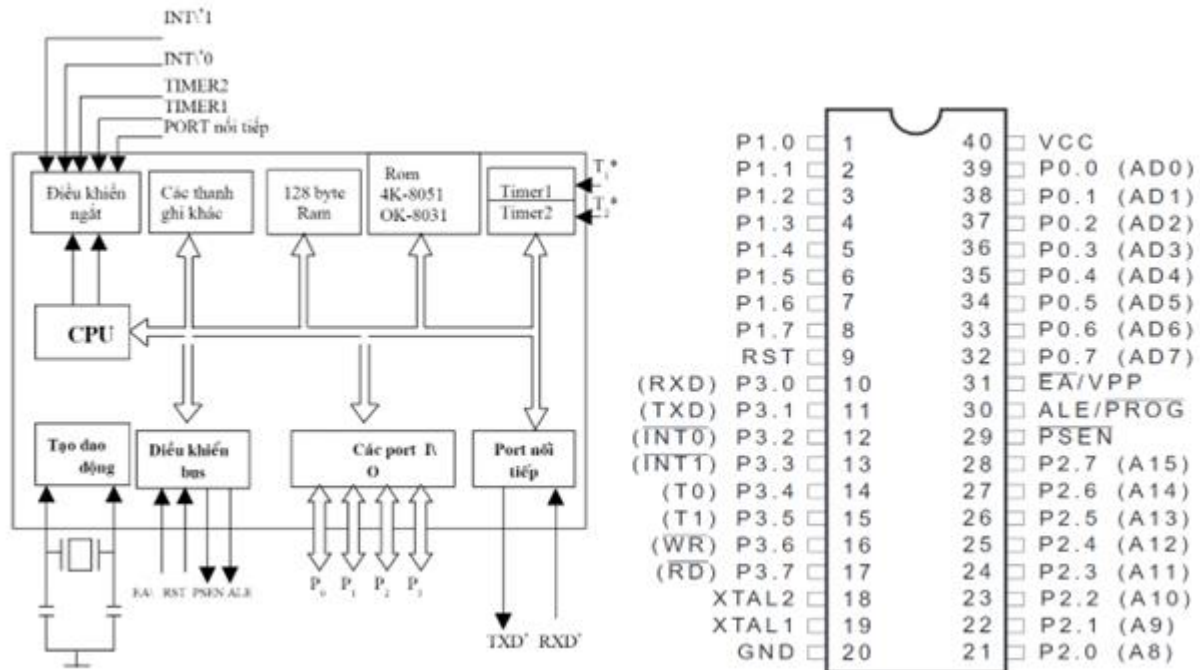 INT\'1
INT\'0
TIMER2
TIMER1
PORT nối tiếp
Điều khiển
ngắt
Các thanh
ghi khác
128 byte
Ram
Rom
4K-8051
OK-8031
Timer1
Timer2
T1*
T2*
CPU
Tạo dao
động
Điều khiển
bus
Các port I\
O
Port nối
tiếp
EA\ RST PSEN ALE
P0 P1 P2 P3
TXD* RXD*
P1.0 1 40 VCC
P1.1 2 39 P0.0 (AD0)
P1.2 3 38 P0.1 (AD1)
P1.3 4 37 P0.2 (AD2)
P1.4 5 36 P0.3 (AD3)
P1.5 6 35 P0.4 (AD4)
P1.6 7 34 P0.5 (AD5)
P1.7 8 33 P0.6 (AD6)
RST 9 32 P0.7 (AD7)
(RXD) P3.0 10 31 EA/VPP
(TXD) P3.1 11 30 ALE/PROG
(INT0) P3.2 12 29 PSEN
(INT1) P3.3 13 28 P2.7 (A15)
(T0) P3.4 14 27 P2.6 (A14)
(T1) P3.5 15 26 P2.5 (A13)
(WR) P3.6 16 25 P2.4 (A12)
(RD) P3.7 17 24 P2.3 (A11)
XTAL2 18 23 P2.2 (A10)
XTAL1 19 22 P2.1 (A9)
GND 20 21 P2.0 (A8)